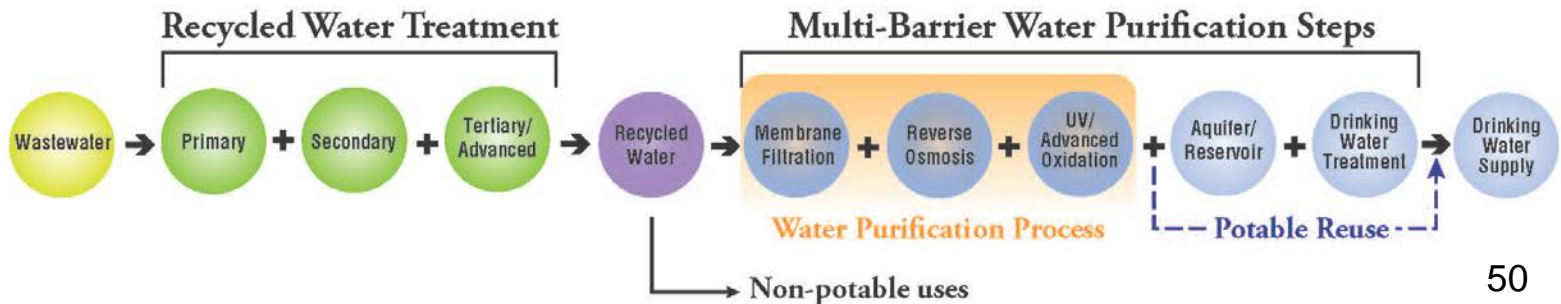 Recycled Water Treatment
Multi-Barrier Water Purification Steps
Wastewater
Primary
+
Secondary
+
Tertiary/
Advanced
Recycled
Water
Membrane
Filtration
+
Reverse
Osmosis
+
UV/
Advanced
Oxidation
+
Aquifer/
Reservoir
+
Drinking
Water
Treatment
Drinking
Water
Supply
Water Purification Process
Potable Reuse
Non-potable uses
50